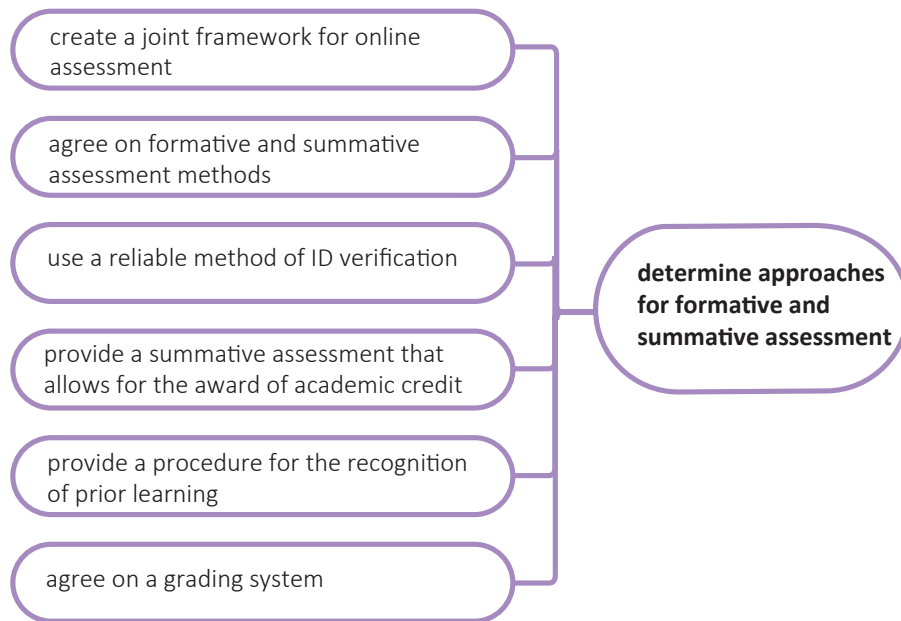 create a joint framework for online
assessment
agree on formative and summative
assessment methods
use a reliable method of ID verification
provide a summative assessment that
allows for the award of academic credit
provide a procedure for the recognition
of prior learning
agree on a grading system
determine approaches
for formative and
summative assessment